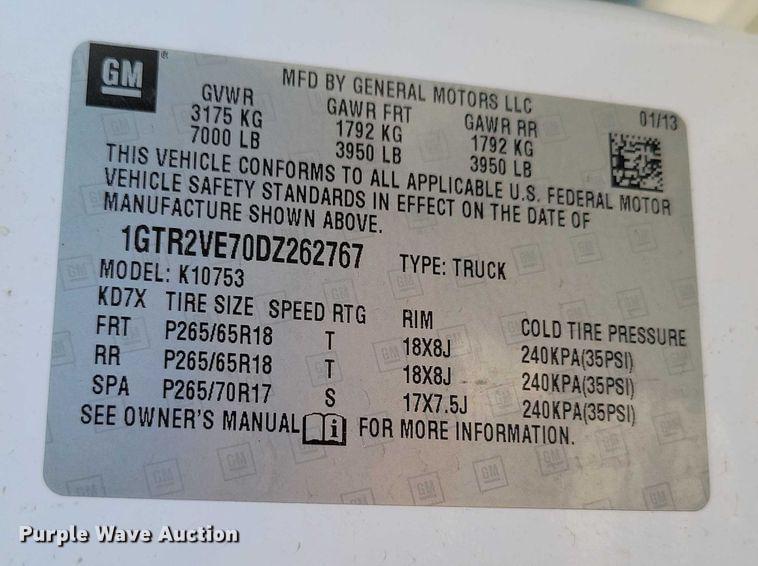 GM
MFD BY GENERAL MOTORS LLC
GVWR GAWR FRT GAWR RR 01/13
3175 KG 1792 KG 1792 KG
7000 LB 3950 LB 3950 LB
THIS VEHICLE CONFORMS TO ALL APPLICABLE U.S. FEDERAL MOTOR
VEHICLE SAFETY STANDARDS IN EFFECT ON THE DATE OF
MANUFACTURE SHOWN ABOVE.
1GTR2VE70DZ262767 TYPE: TRUCK
MODEL: K10753
KD7X TIRE SIZE SPEED RTG RIM COLD TIRE PRESSURE
FRT P265/65R18 T 18X8J 240KPA(35PSI)
RR P265/65R18 T 18X8J 240KPA(35PSI)
SPA P265/70R17 S 17X7.5J 240KPA(35PSI)
SEE OWNER'S MANUAL FOR MORE INFORMATION.
Purple Wave Auction